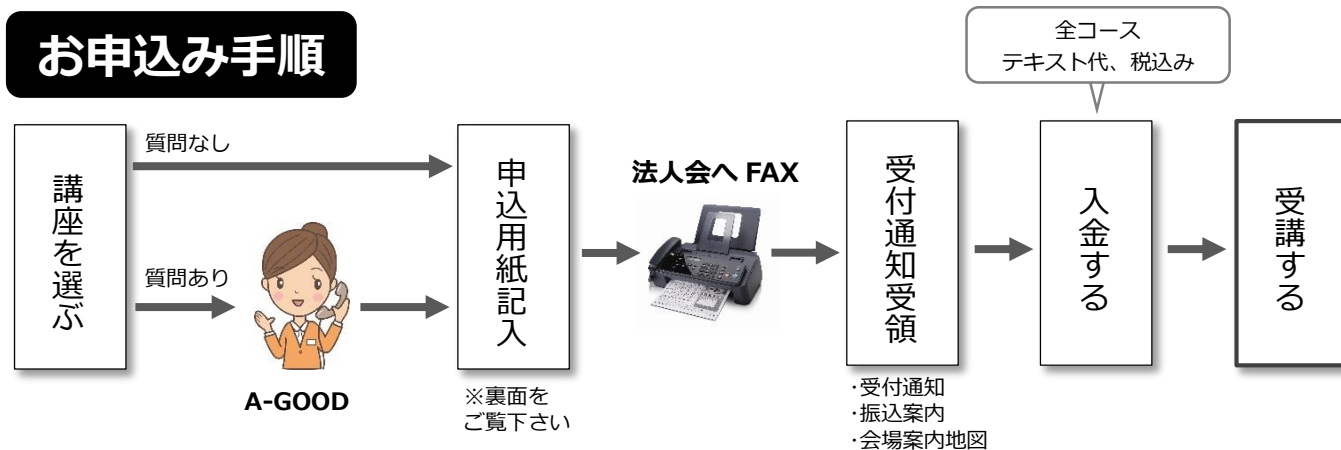 お申込み手順
全コース
テキスト代、税込み
講座を選ぶ
質問なし
質問あり
A-GOOD
申込用紙記入
※裏面を
ご覧下さい
法人会へ FAX
受付通知受領
・受付通知
・振込案内
・会場案内地図
入金する
受講する